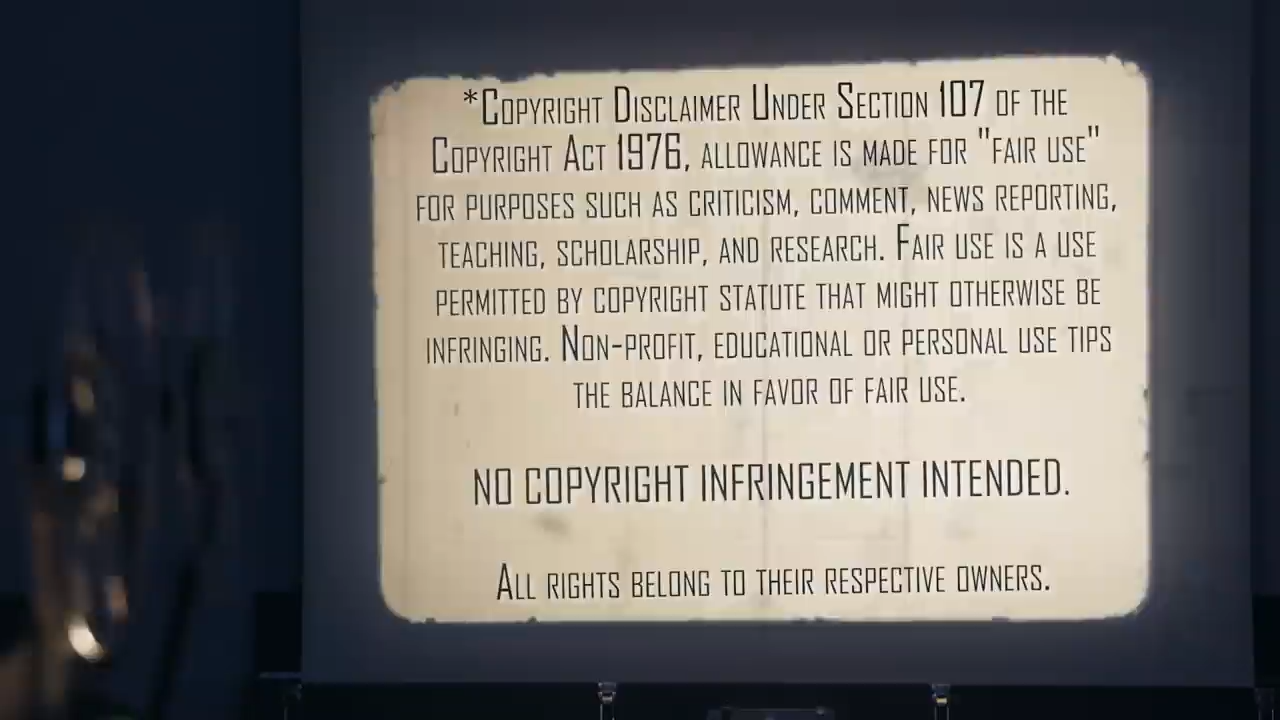 *Copyright Disclaimer Under Section 107 of the
Copyright Act 1976, allowance is made for "fair use"
for purposes such as criticism, comment, news reporting,
teaching, scholarship, and research. Fair use is a use
permitted by copyright statute that might otherwise be
infringing. Non-profit, educational or personal use tips
the balance in favor of fair use.
NO COPYRIGHT INFRINGEMENT INTENDED.
All rights belong to their respective owners.